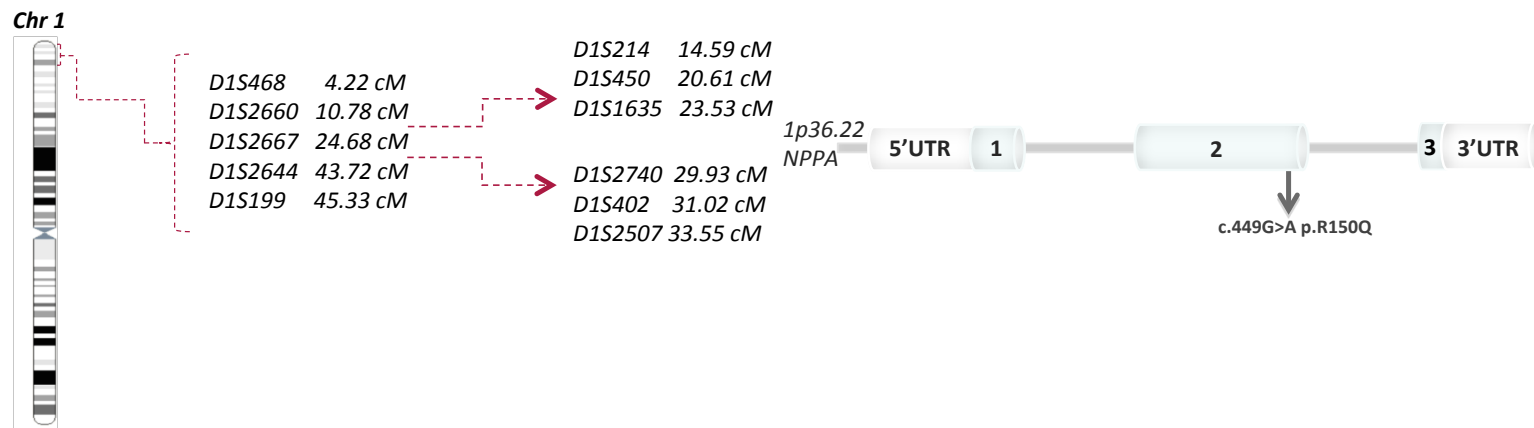 Chr 1
D1S468 4.22 cM
D1S2660 10.78 cM
D1S2667 24.68 cM
D1S2644 43.72 cM
D1S199 45.33 cM
D1S214 14.59 cM
D1S450 20.61 cM
D1S1635 23.53 cM
D1S2740 29.93 cM
D1S402 31.02 cM
D1S2507 33.55 cM
1p36.22
NPPA
5’UTR 1 2 3 3’UTR
c.449G>A p.R150Q